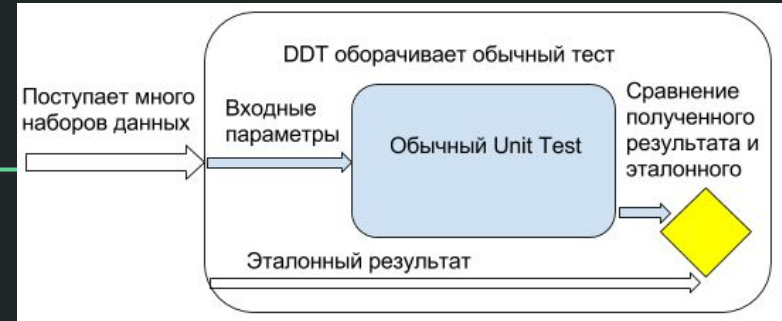 DDT оборачивает обычный тест
Поступает много
наборов данных
Входные
параметры
Обычный Unit Test
Сравнение
полученного
результата и
эталонного
Эталонный результат